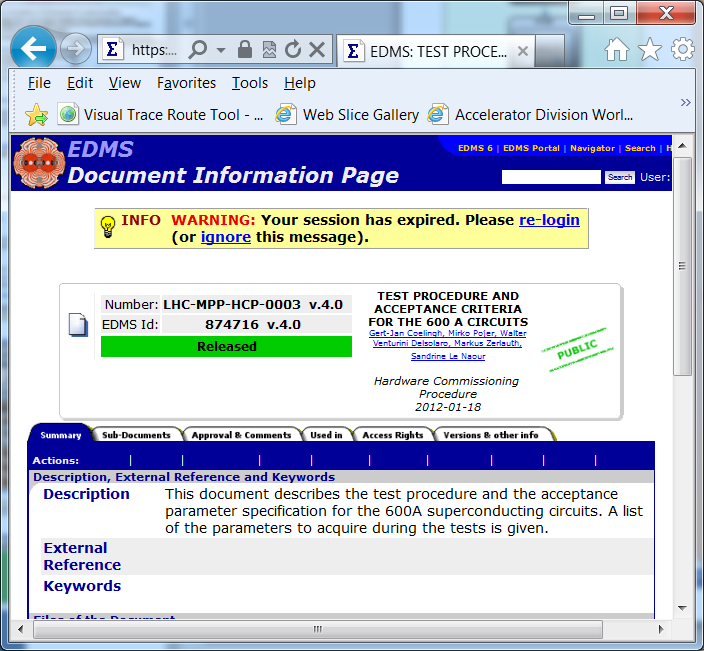 https:...
EDMS: TEST PROCE...
File Edit View Favorites Tools Help
Visual Trace Route Tool - ... Web Slice Gallery Accelerator Division Worl...
EDMS
EDMS 6 | EDMS Portal | Navigator | Search | H
Document Information Page
Search User:
INFO WARNING: Your session has expired. Please re-login
(or ignore this message).
Number: LHC-MPP-HCP-0003 v.4.0
EDMS Id: 874716 v.4.0
Released
TEST PROCEDURE AND
ACCEPTANCE CRITERIA
FOR THE 600 A CIRCUITS
Gert-Jan Coelingh, Mirko Pojer, Walter
Venturini Delsolaro, Markus Zerlauth,
Sandrine Le Naour
Hardware Commissioning
Procedure
2012-01-18
PUBLIC
Summary Sub-Documents Approval & Comments Used in Access Rights Versions & other info
Actions: | | | | | | | | |
Description, External Reference and Keywords
Description This document describes the test procedure and the acceptance
parameter specification for the 600A superconducting circuits. A list
of the parameters to acquire during the tests is given.
External
Reference
Keywords
Files of the Document